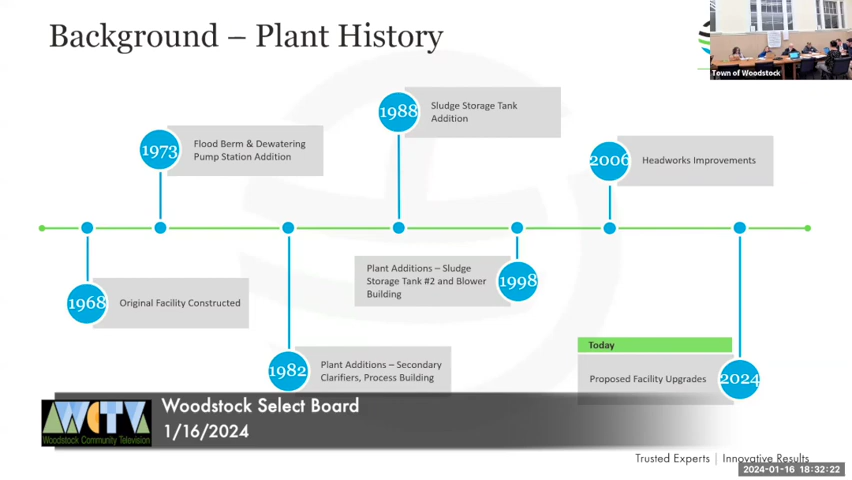 Background – Plant History
Town of Woodstock
1988
Sludge Storage Tank
Addition
1973
Flood Berm & Dewatering
Pump Station Addition
2006
Headworks Improvements
1968
Original Facility Constructed
Plant Additions – Sludge
Storage Tank #2 and Blower
Building
1998
1982
Plant Additions – Secondary
Clarifiers, Process Building
Today
Proposed Facility Upgrades
2024
WCTV
Woodstock Community Television
Woodstock Select Board
1/16/2024
Trusted Experts | Innovative Results
2024-01-16 18:32:22